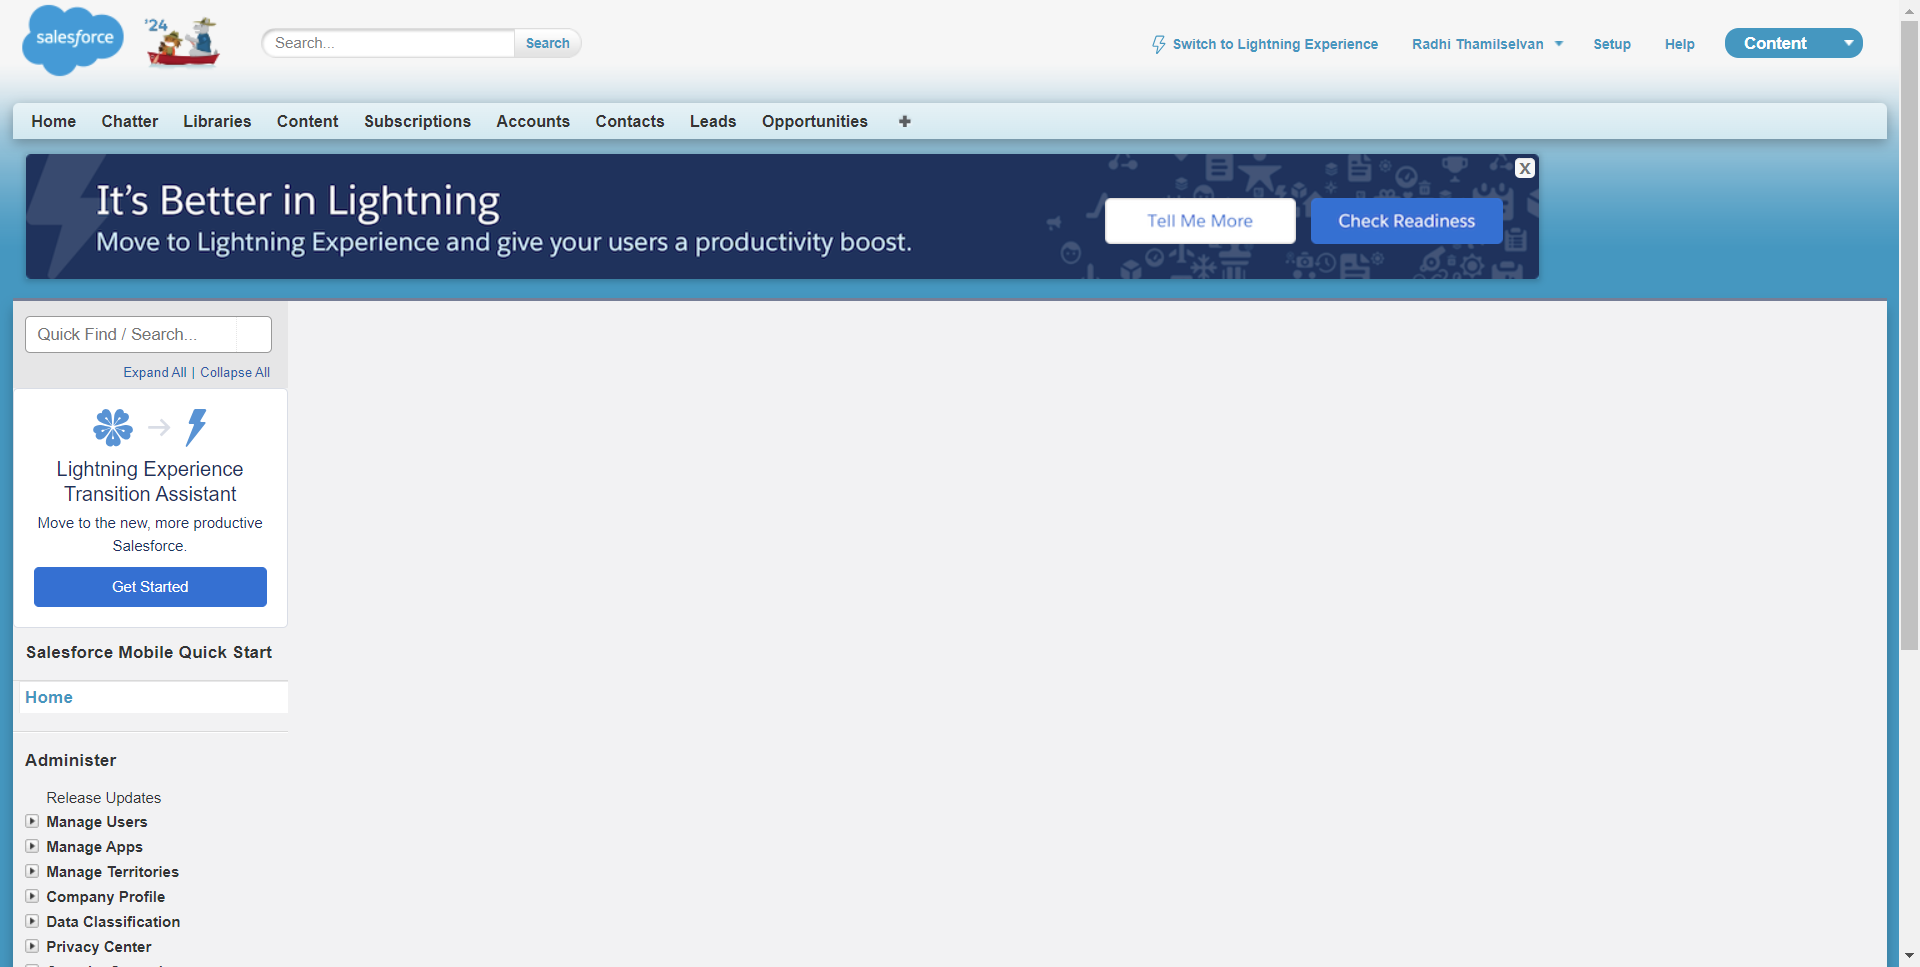 salesforce
'24
Search...
Search
Switch to Lightning Experience
Radhi Thamilselvan
Setup
Help
Content
Home
Chatter
Libraries
Content
Subscriptions
Accounts
Contacts
Leads
Opportunities
It's Better in Lightning
Move to Lightning Experience and give your users a productivity boost.
Tell Me More
Check Readiness
X
Quick Find / Search...
Expand All | Collapse All
Lightning Experience
Transition Assistant
Move to the new, more productive
Salesforce.
Get Started
Salesforce Mobile Quick Start
Home
Administer
Release Updates
Manage Users
Manage Apps
Manage Territories
Company Profile
Data Classification
Privacy Center